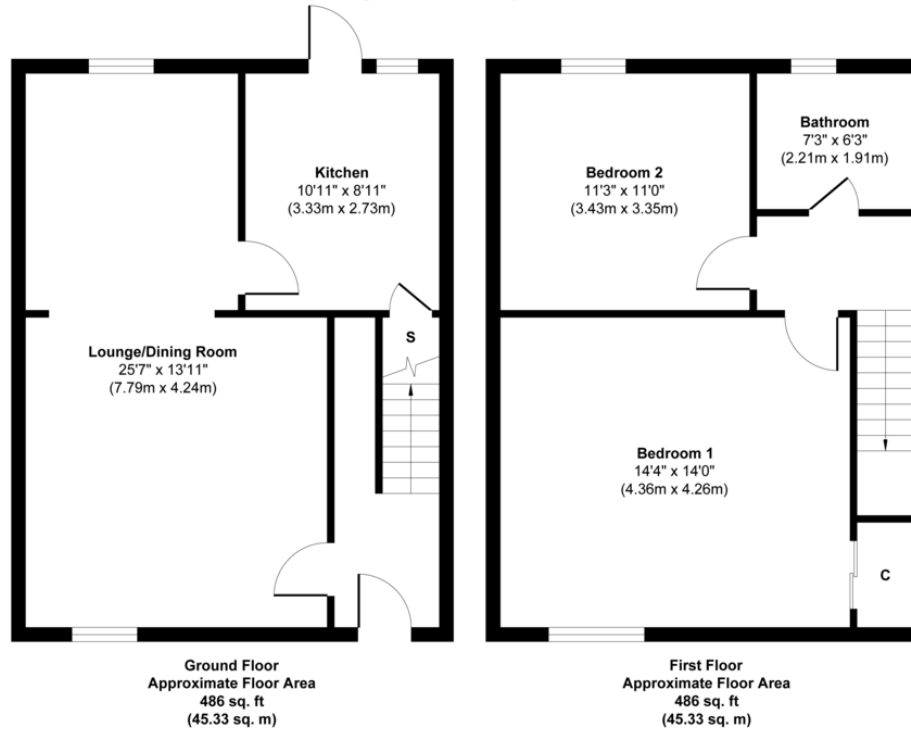 Kitchen
10'11" x 8'11"
(3.33m x 2.73m)
S
Lounge/Dining Room
25'7" x 13'11"
(7.79m x 4.24m)
Ground Floor
Approximate Floor Area
486 sq. ft
(45.33 sq. m)
Bathroom
7'3" x 6'3"
(2.21m x 1.91m)
Bedroom 2
11'3" x 11'0"
(3.43m x 3.35m)
Bedroom 1
14'4" x 14'0"
(4.36m x 4.26m)
C
First Floor
Approximate Floor Area
486 sq. ft
(45.33 sq. m)